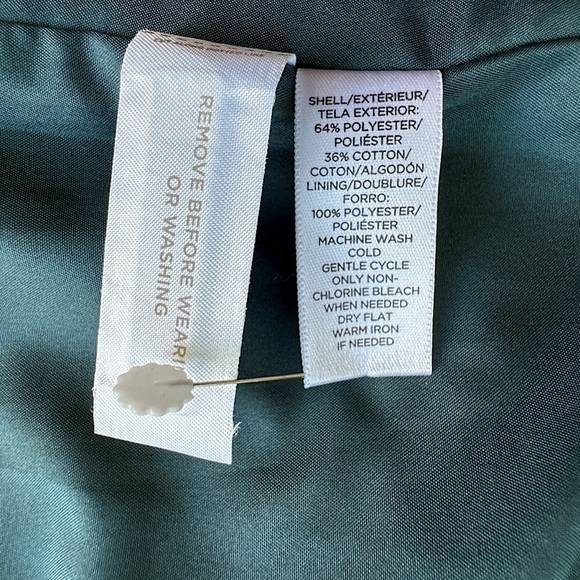 REMOVE BEFORE WEARI
OR WASHING
SHELL/EXTÉRIEUR/
TELA EXTERIOR:
64% POLYESTER/
POLIÉSTER
36% COTTON/
COTON/ALGODÓN
LINING/DOUBLURE/
FORRO:
100% POLYESTER/
POLIÉSTER
MACHINE WASH
COLD
GENTLE CYCLE
ONLY NON-
CHLORINE BLEACH
WHEN NEEDED
DRY FLAT
WARM IRON
IF NEEDED